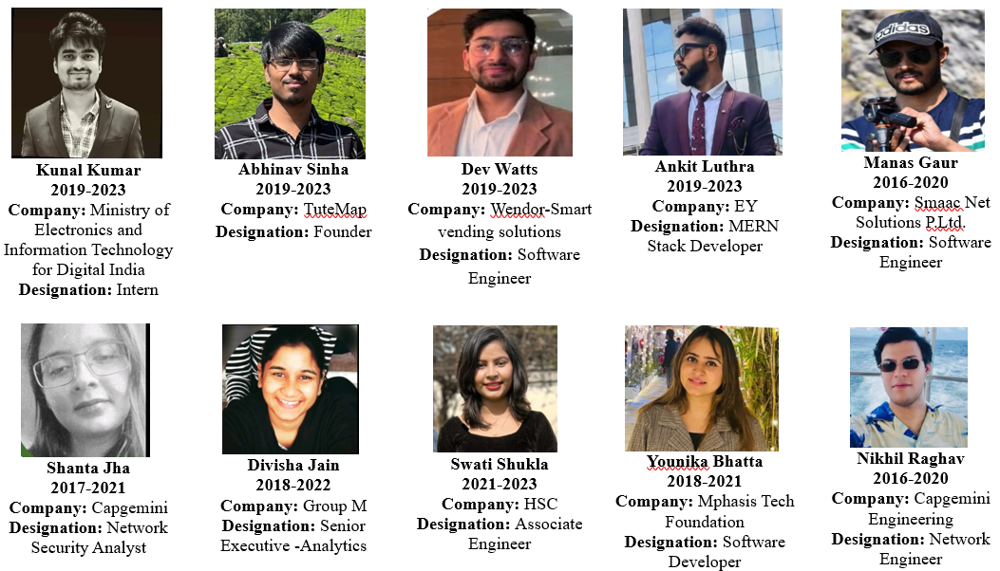 adidas
Kunal Kumar
2019-2023
Company: Ministry of
Electronics and
Information Technology
for Digital India
Designation: Intern
Abhinav Sinha
2019-2023
Company: TuteMap
Designation: Founder
Dev Watts
2019-2023
Company: Wendor-Smart
vending solutions
Designation: Software
Engineer
Ankit Luthra
2019-2023
Company: EY
Designation: MERN
Stack Developer
Manas Gaur
2016-2020
Company: Smaac Net
Solutions P.Ltd.
Designation: Software
Engineer
Shanta Jha
2017-2021
Company: Capgemini
Designation: Network
Security Analyst
Divisha Jain
2018-2022
Company: Group M
Designation: Senior
Executive -Analytics
Swati Shukla
2021-2023
Company: HSC
Designation: Associate
Engineer
Younika Bhatta
2018-2021
Company: Mphasis Tech
Foundation
Designation: Software
Developer
Nikhil Raghav
2016-2020
Company: Capgemini
Engineering
Designation: Network
Engineer